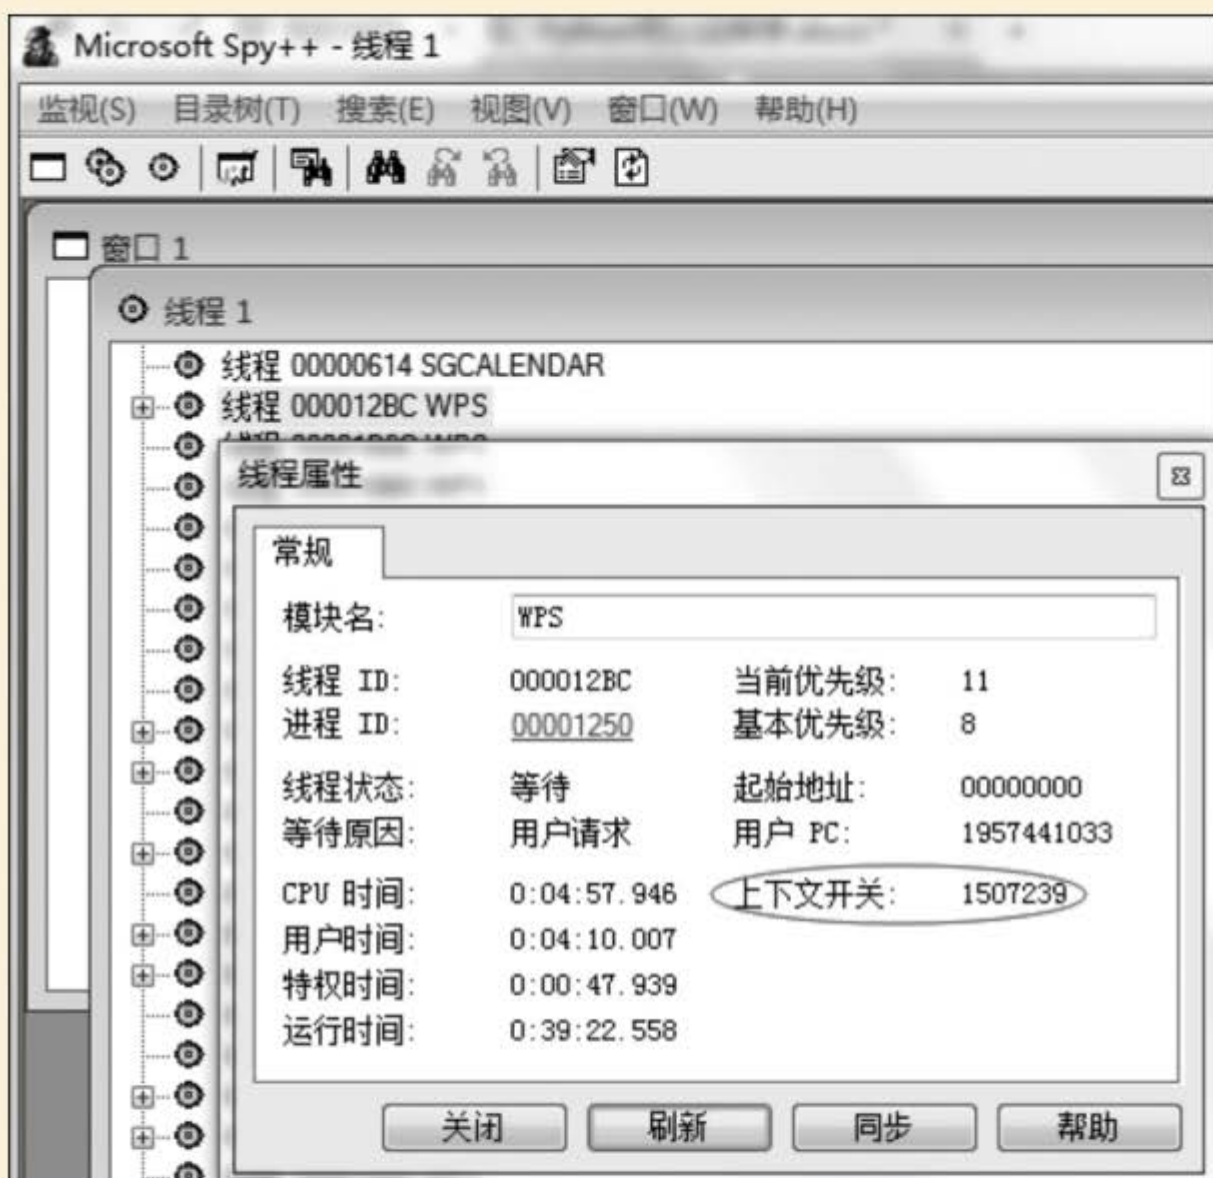 Microsoft Spy++ - 线程 1
监视(S) 目录树(T) 搜索(E) 视图(V) 窗口(W) 帮助(H)
窗口 1
线程 1
线程 00000614 SGCALENDAR
线程 000012BC WPS
线程属性
常规
模块名: WPS
线程 ID: 000012BC 当前优先级: 11
进程 ID: 00001250 基本优先级: 8
线程状态: 等待 起始地址: 00000000
等待原因: 用户请求 用户 PC: 1957441033
CPU 时间: 0:04:57.946 上下文开关: 1507239
用户时间: 0:04:10.007
特权时间: 0:00:47.939
运行时间: 0:39:22.558
关闭 刷新 同步 帮助